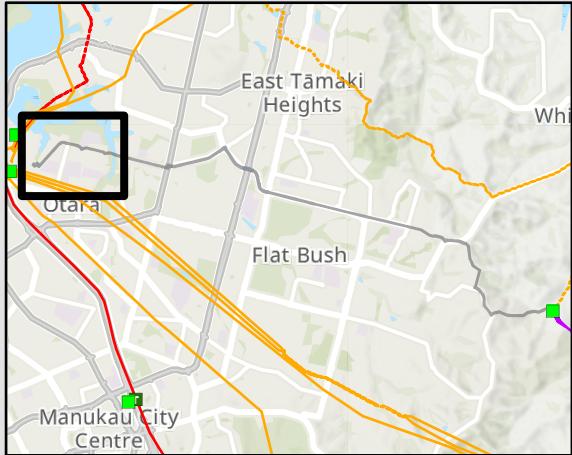 East Tāmaki
Heights
Whi
Otara
Flat Bush
Manukau City
Centre